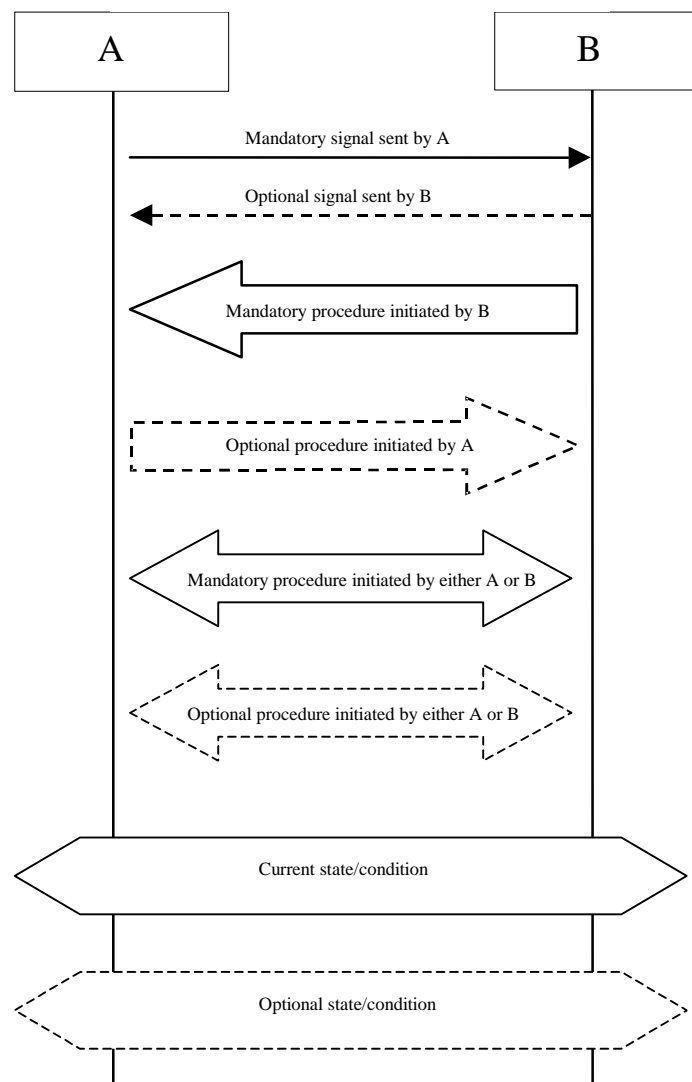 A
B
Mandatory signal sent by A
Optional signal sent by B
Mandatory procedure initiated by B
Optional procedure initiated by A
Mandatory procedure initiated by either A or B
Optional procedure initiated by either A or B
Current state/condition
Optional state/condition